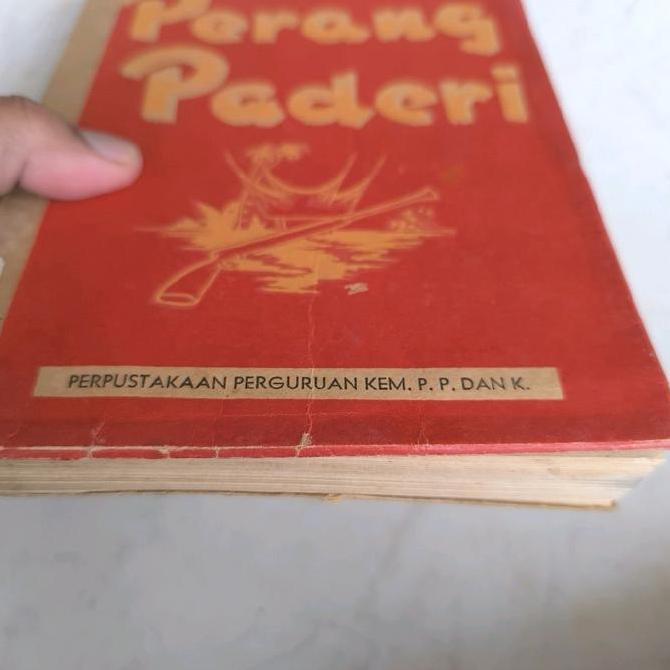 Perang
Paderi
PERPUSTAKAAN PERGURUAN KEM. P. P. DAN K.